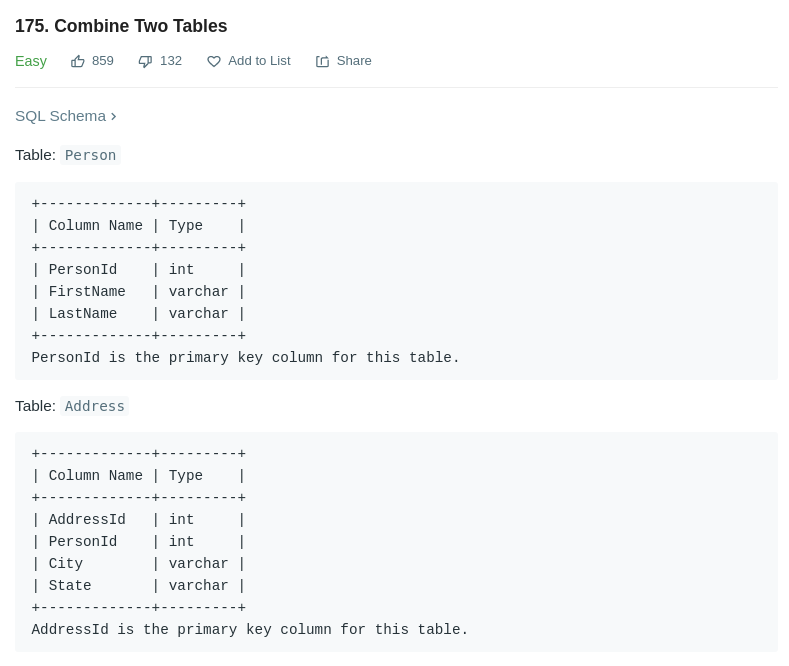 175. Combine Two Tables
Easy 859 132 Add to List Share
SQL Schema
Table: Person
+-------------+---------+
| Column Name | Type    |
+-------------+---------+
| PersonId    | int     |
| FirstName   | varchar |
| LastName    | varchar |
+-------------+---------+
PersonId is the primary key column for this table.
Table: Address
+-------------+---------+
| Column Name | Type    |
+-------------+---------+
| AddressId   | int     |
| PersonId    | int     |
| City        | varchar |
| State       | varchar |
+-------------+---------+
AddressId is the primary key column for this table.